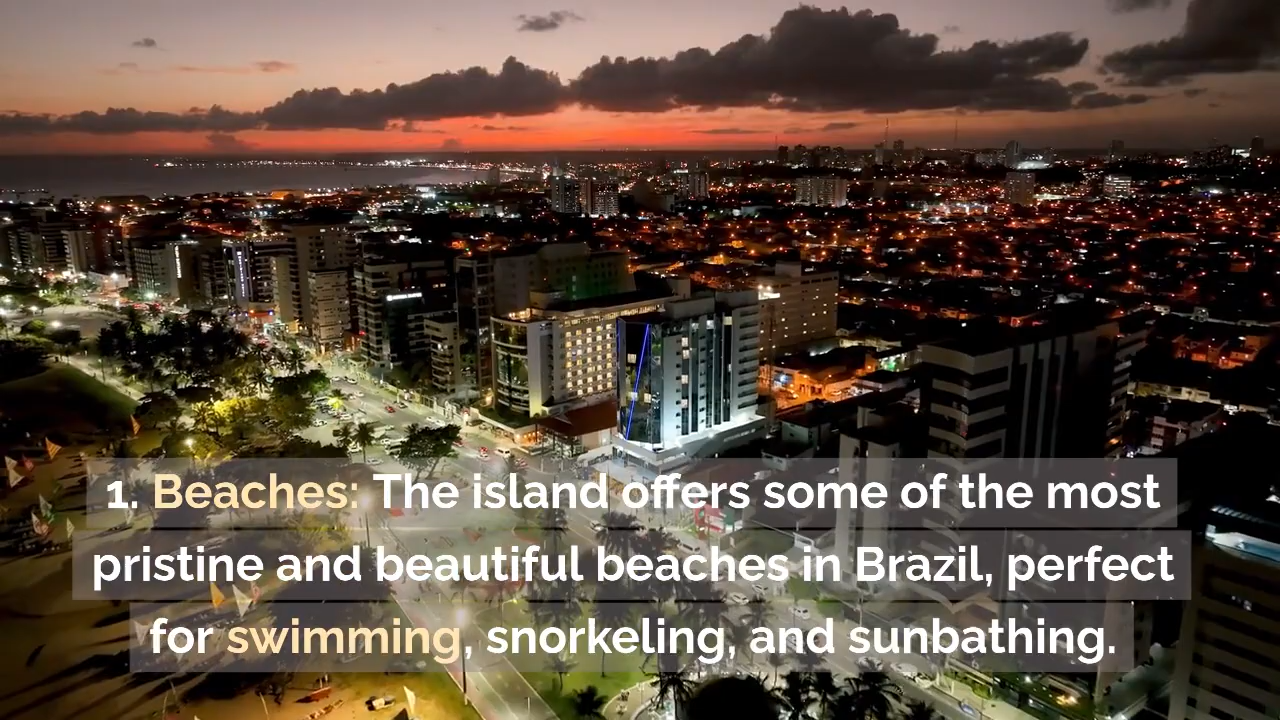 1. Beaches: The island offers some of the most
pristine and beautiful beaches in Brazil, perfect
for swimming, snorkeling, and sunbathing.